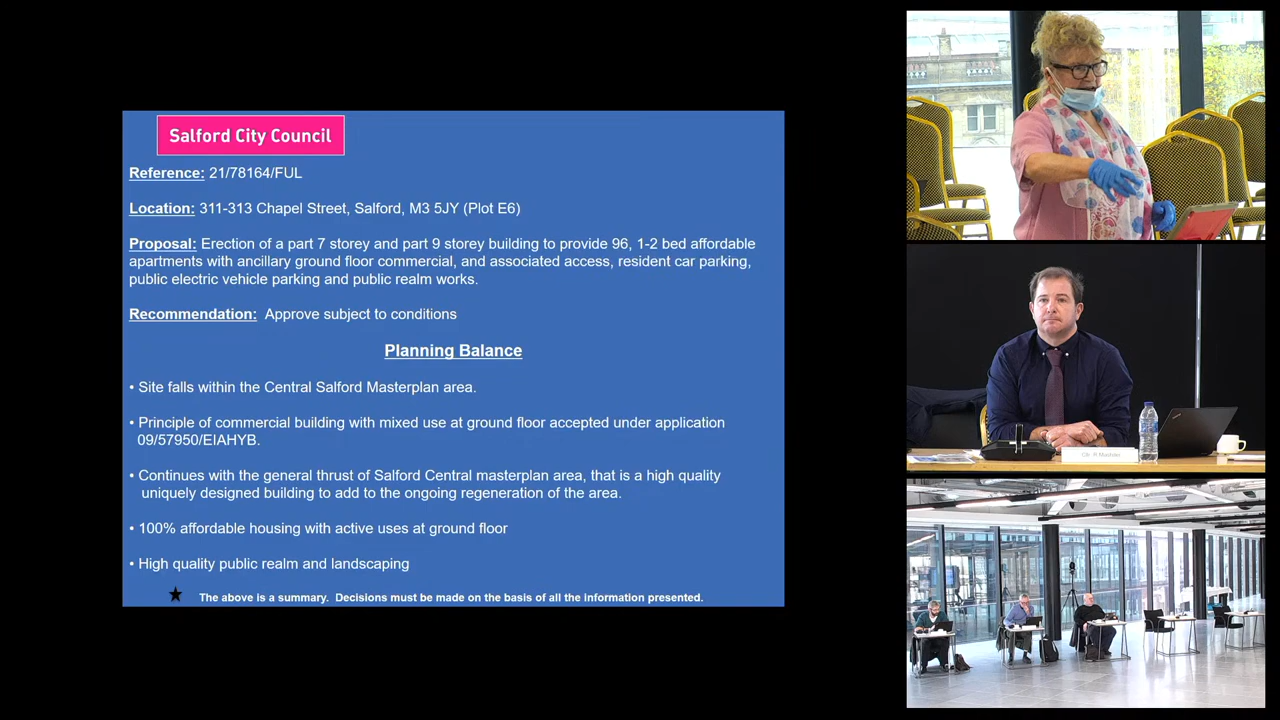 Salford City Council
Reference: 21/78164/FUL
Location: 311-313 Chapel Street, Salford, M3 5JY (Plot E6)
Proposal: Erection of a part 7 storey and part 9 storey building to provide 96, 1-2 bed affordable
apartments with ancillary ground floor commercial, and associated access, resident car parking,
public electric vehicle parking and public realm works.
Recommendation: Approve subject to conditions
Planning Balance
• Site falls within the Central Salford Masterplan area.
• Principle of commercial building with mixed use at ground floor accepted under application
09/57950/EIAHYB.
• Continues with the general thrust of Salford Central masterplan area, that is a high quality
uniquely designed building to add to the ongoing regeneration of the area.
• 100% affordable housing with active uses at ground floor
• High quality public realm and landscaping
★ The above is a summary. Decisions must be made on the basis of all the information presented.